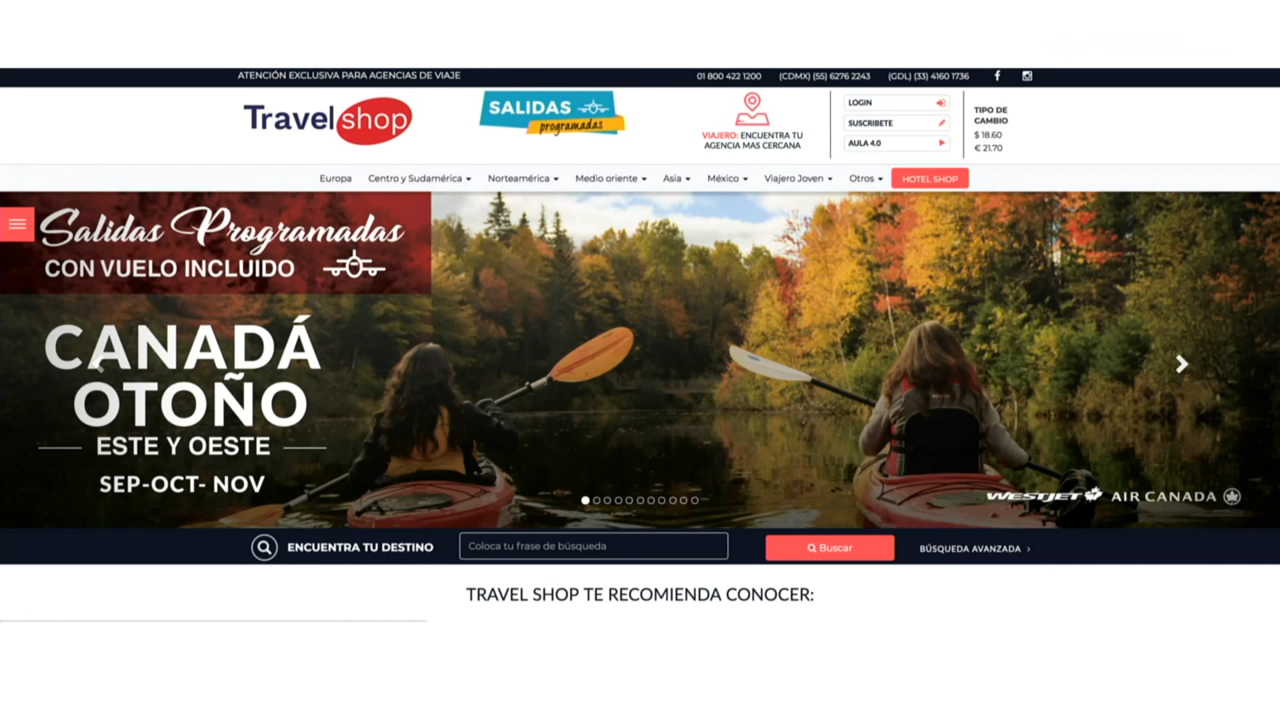 ATENCIÓN EXCLUSIVA PARA AGENCIAS DE VIAJE
01 800 422 1200 (CDMX) (55) 6276 2243 (GDL) (33) 4160 1736
Travelshop
SALIDAS
programadas
VIAJERO: ENCUENTRA TU
AGENCIA MAS CERCANA
LOGIN
SUSCRIBETE
AULA 4.0
TIPO DE
CAMBIO
$ 18.60
€ 21.70
Europa Centro y Sudamérica Norteamérica Medio oriente Asia México Viajero Joven Otros HOTEL SHOP
Salidas Programadas
CON VUELO INCLUIDO
CANADÁ
OTOÑO
ESTE Y OESTE
SEP-OCT- NOV
WESTJET AIR CANADA
ENCUENTRA TU DESTINO Coloca tu frase de búsqueda Buscar BÚSQUEDA AVANZADA >
TRAVEL SHOP TE RECOMIENDA CONOCER: